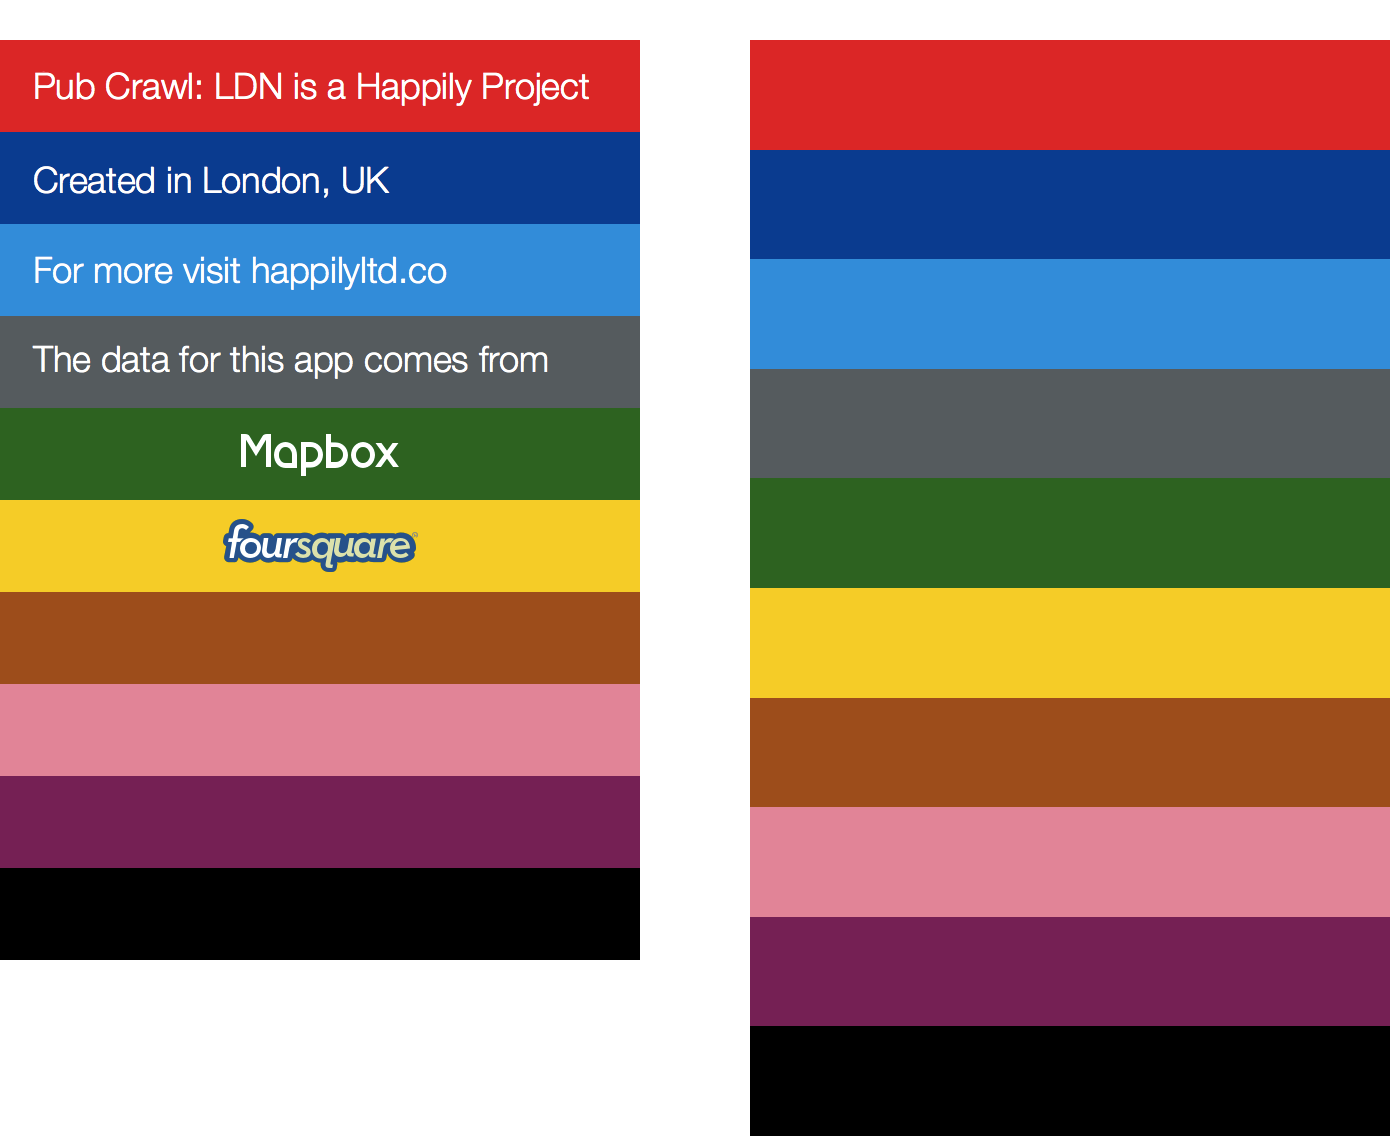 Pub Crawl: LDN is a Happily Project
Created in London, UK
For more visit happilyltd.co
The data for this app comes from
Mapbox
foursquare®